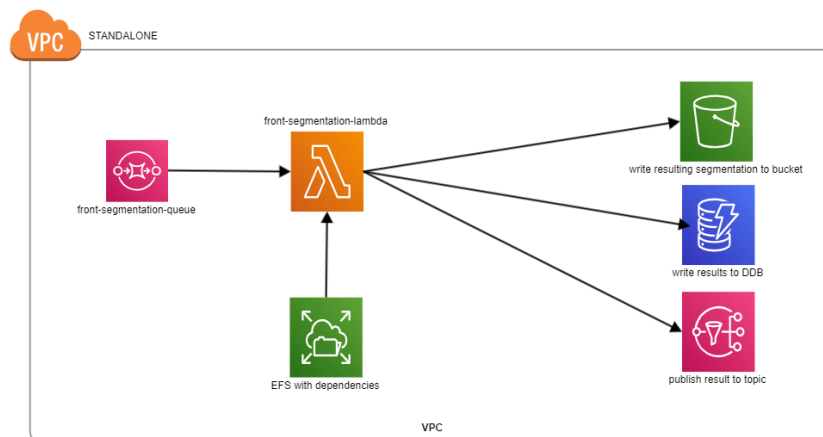 VPC
STANDALONE
front-segmentation-lambda
front-segmentation-queue
write resulting segmentation to bucket
write results to DDB
EFS with dependencies
publish result to topic
VPC